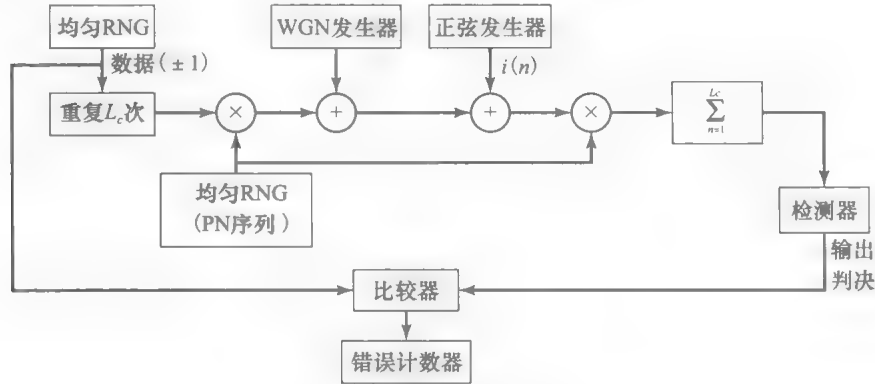 均匀RNG
WGN发生器
正弦发生器
数据(±1)
i(n)
重复L_c次
×
+
+
×
Lc
∑
n=1
均匀RNG
(PN序列)
检测器
输出
判决
比较器
错误计数器